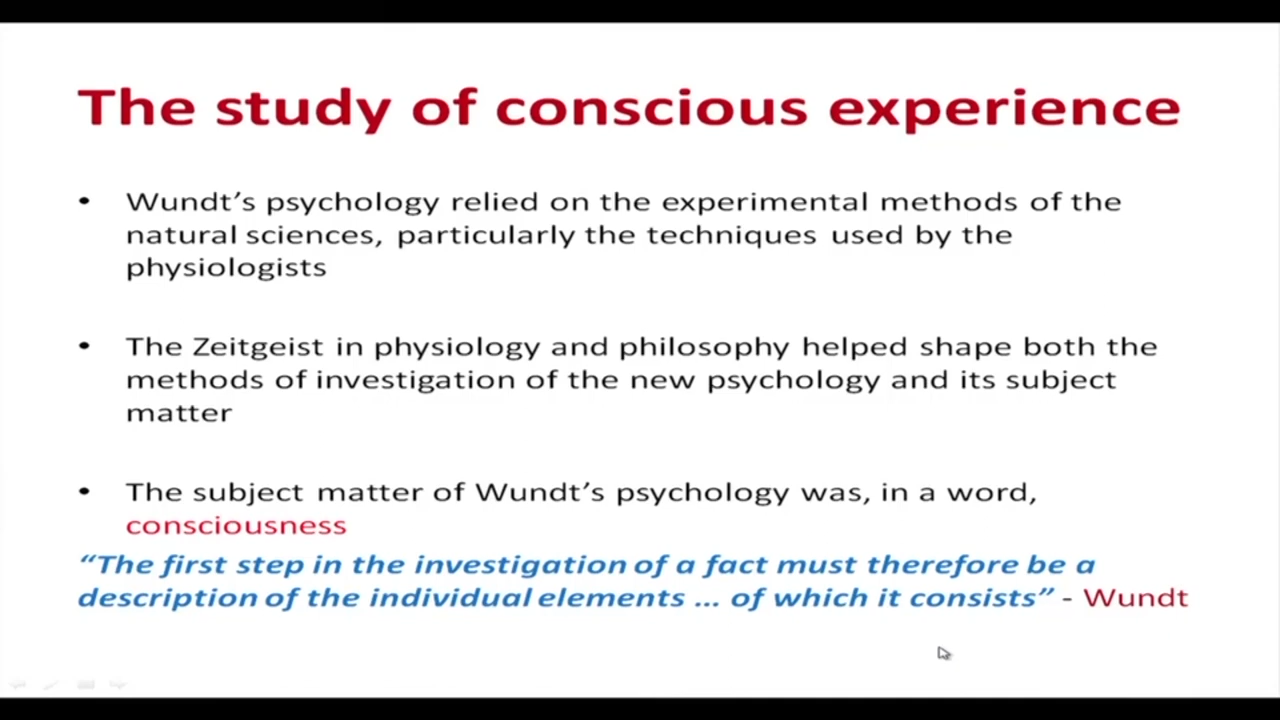 The study of conscious experience
• Wundt’s psychology relied on the experimental methods of the
natural sciences, particularly the techniques used by the
physiologists
• The Zeitgeist in physiology and philosophy helped shape both the
methods of investigation of the new psychology and its subject
matter
• The subject matter of Wundt’s psychology was, in a word,
consciousness
“The first step in the investigation of a fact must therefore be a
description of the individual elements ... of which it consists” - Wundt